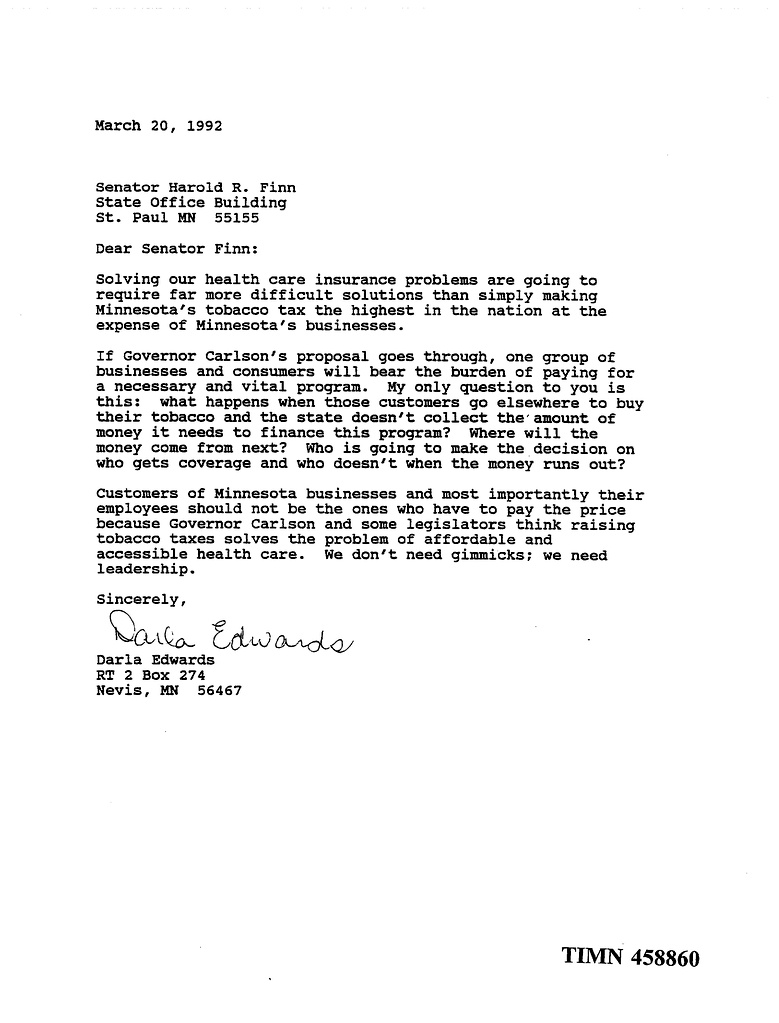 March 20, 1992
Senator Harold R. Finn
State Office Building
St. Paul MN  55155
Dear Senator Finn:
Solving our health care insurance problems are going to
require far more difficult solutions than simply making
Minnesota's tobacco tax the highest in the nation at the
expense of Minnesota's businesses.
If Governor Carlson's proposal goes through, one group of
businesses and consumers will bear the burden of paying for
a necessary and vital program.  My only question to you is
this:  what happens when those customers go elsewhere to buy
their tobacco and the state doesn't collect the amount of
money it needs to finance this program?  Where will the
money come from next?  Who is going to make the decision on
who gets coverage and who doesn't when the money runs out?
Customers of Minnesota businesses and most importantly their
employees should not be the ones who have to pay the price
because Governor Carlson and some legislators think raising
tobacco taxes solves the problem of affordable and
accessible health care.  We don't need gimmicks; we need
leadership.
Sincerely,
Darla Edwards
Darla Edwards
RT 2 Box 274
Nevis, MN  56467
TIMN 458860